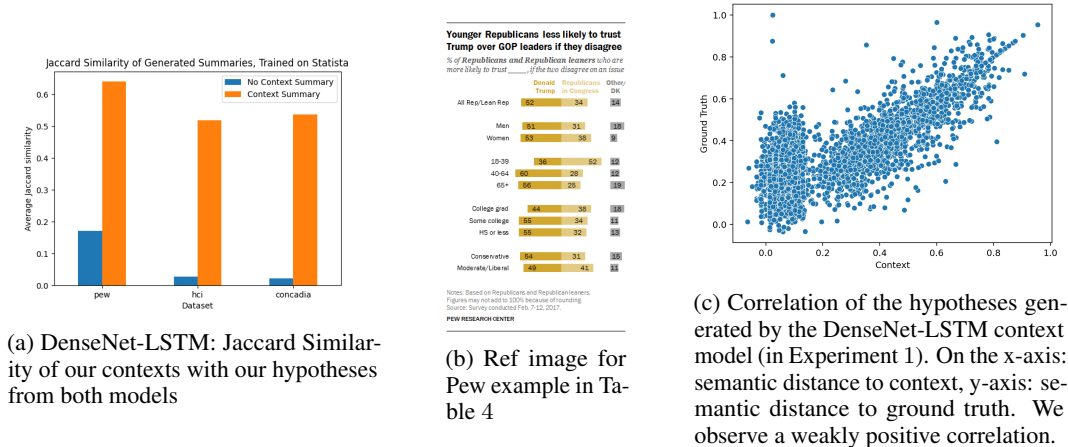 Jaccard Similarity of Generated Summaries, Trained on Statista
No Context Summary
Context Summary
0.6
0.5
0.4
0.3
0.2
0.1
0.0
Average Jaccard similarity
pew
hci
concadia
Dataset
(a) DenseNet-LSTM: Jaccard Similar-
ity of our contexts with our hypotheses
from both models
Younger Republicans less likely to trust
Trump over GOP leaders if they disagree
% of Republicans and Republican leaners who are
more likely to trust _____, if the two disagree on an issue
Donald Trump
Republicans in Congress
Other/ DK
All Rep/Lean Rep 52 34 14
Men 51 31 18
Women 53 38 9
18-39 36 52 12
40-64 60 28 12
65+ 56 26 19
College grad 44 38 18
Some college 55 34 11
HS or less 55 32 13
Conservative 54 31 15
Moderate/Liberal 49 41 11
Notes: Based on Republicans and Republican leaners.
Figures may not add to 100% because of rounding.
Source: Survey conducted Feb. 7-12, 2017.
PEW RESEARCH CENTER
(b) Ref image for
Pew example in Ta-
ble 4
1.0
0.8
0.6
0.4
0.2
0.0
Ground Truth
0.0 0.2 0.4 0.6 0.8 1.0
Context
(c) Correlation of the hypotheses gen-
erated by the DenseNet-LSTM context
model (in Experiment 1). On the x-axis:
semantic distance to context, y-axis: se-
mantic distance to ground truth. We
observe a weakly positive correlation.